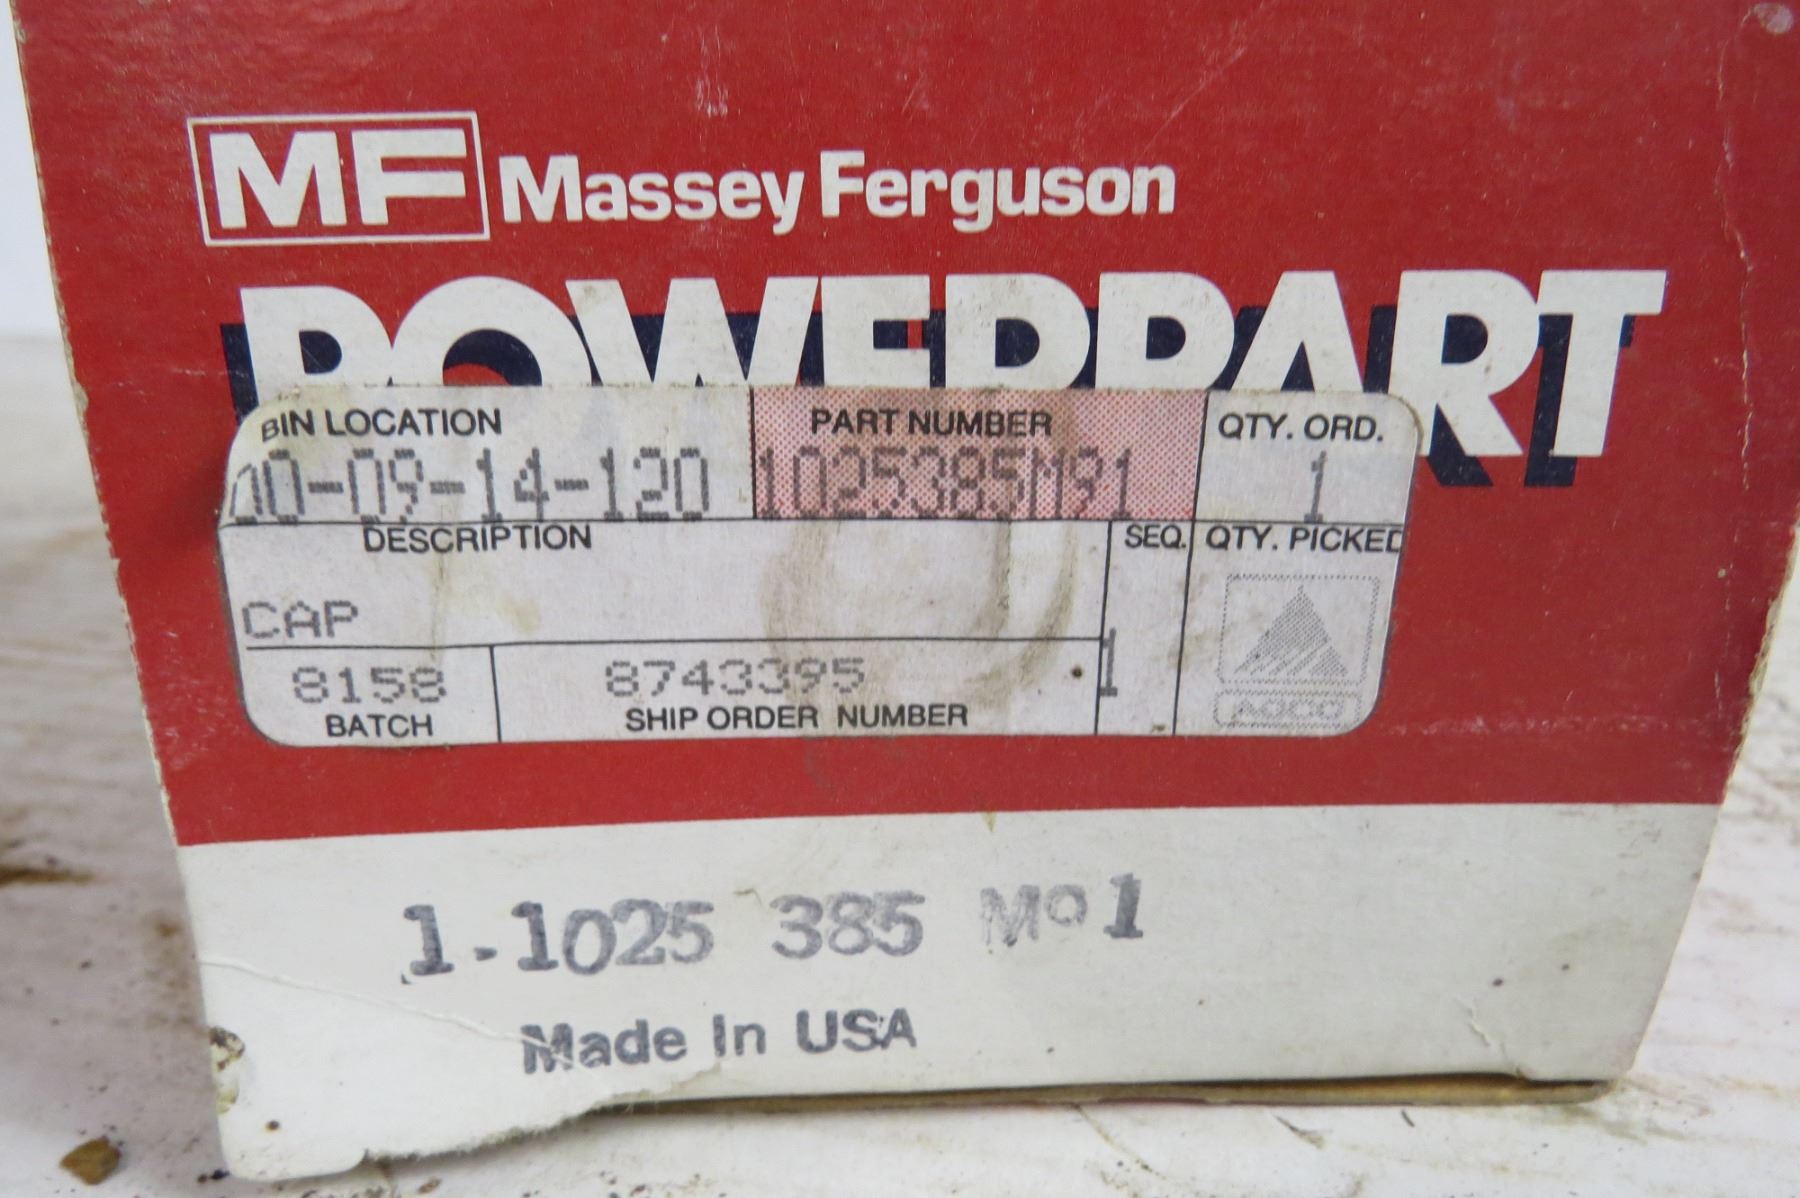 MF Massey Ferguson
POWERPART
BIN LOCATION PART NUMBER QTY. ORD.
00-09-14-120 1025385M91 1
DESCRIPTION SEQ. QTY. PICKED
CAP
1
8158 8743395
BATCH SHIP ORDER NUMBER
AGCO
1-1025 385 M91
Made In USA